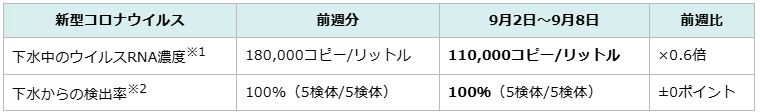 新型コロナウイルス 前週分 9月2日～9月8日 前週比
下水中のウイルスRNA濃度※1 180,000コピー/リットル 110,000コピー/リットル ×0.6倍
下水からの検出率※2 100%（5検体/5検体） 100%（5検体/5検体） ±0ポイント